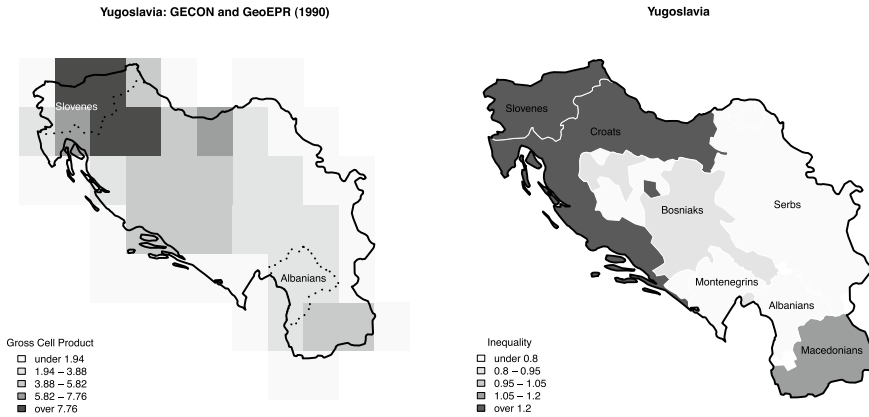 Yugoslavia: GECON and GeoEPR (1990)
Slovenes
Albanians
Gross Cell Product
under 1.94
1.94 – 3.88
3.88 – 5.82
5.82 – 7.76
over 7.76
Yugoslavia
Slovenes
Croats
Serbs
Bosniaks
Montenegrins
Albanians
Macedonians
Inequality
under 0.8
0.8 – 0.95
0.95 – 1.05
1.05 – 1.2
over 1.2